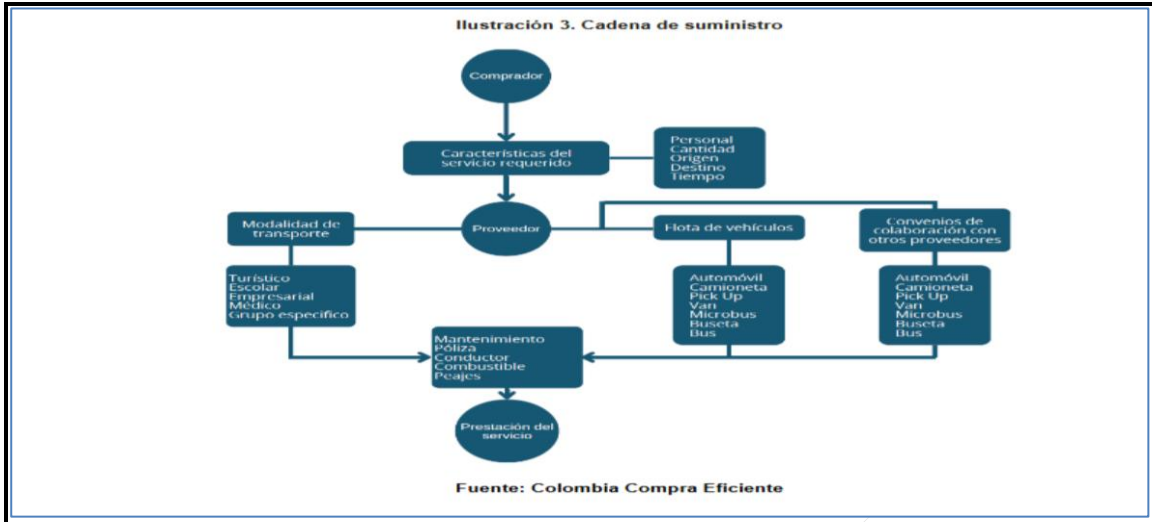 Ilustración 3. Cadena de suministro
Comprador
Características del
servicio requerido
Personal
Cantidad
Origen
Destino
Tiempo
Modalidad de
transporte
Proveedor
Flota de vehículos
Convenios de
colaboración con
otros proveedores
Turístico
Escolar
Empresarial
Médico
Grupo específico
Automóvil
Camioneta
Pick Up
Van
Microbus
Buseta
Bus
Automóvil
Camioneta
Pick Up
Van
Microbus
Buseta
Bus
Mantenimiento
Póliza
Conductor
Combustible
Peajes
Prestación del
servicio
Fuente: Colombia Compra Eficiente